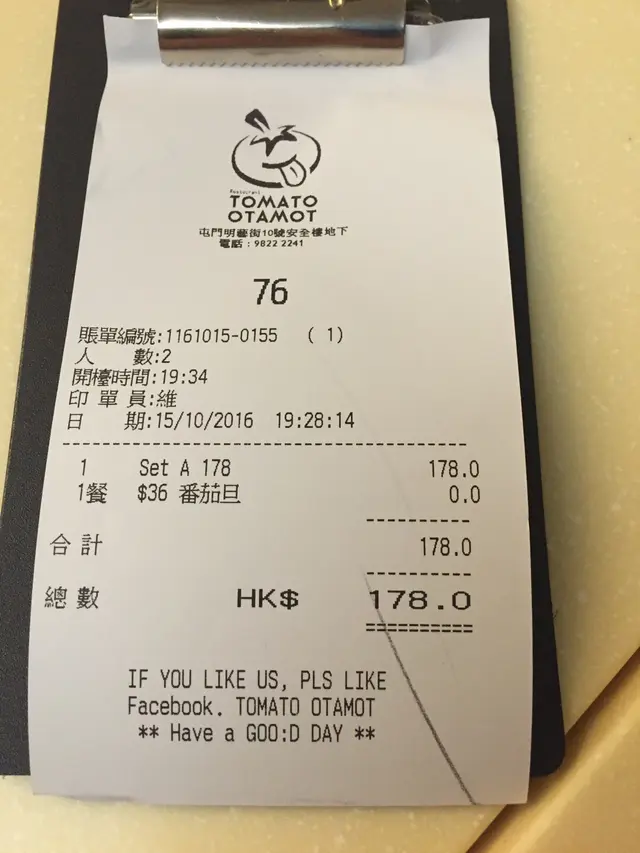 Restaurant
TOMATO
OTAMOT
屯門明藝街10號安全樓地下
電話：9822 2241
76
賬單編號:1161015-0155 ( 1)
人 數:2
開檯時間:19:34
印 單 員:維
日 期:15/10/2016 19:28:14
1 Set A 178 178.0
1餐 $36 番茄旦 0.0
合 計 178.0
總 數 HK$ 178.0
IF YOU LIKE US, PLS LIKE
Facebook. TOMATO OTAMOT
** Have a GOO:D DAY **